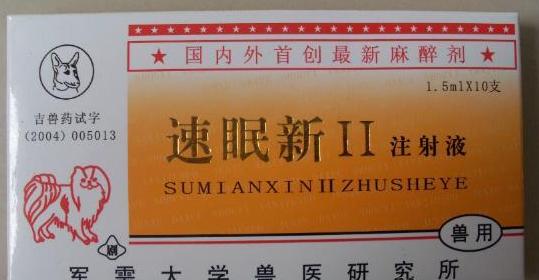 ★ 国内外首创最新麻醉剂 ★
1.5mlX10支
吉兽药试字
(2004) 005013
速眠新II 注射液
SUMIANXINIIZHUSHEYE
兽用
剧
军需大学兽医研究所